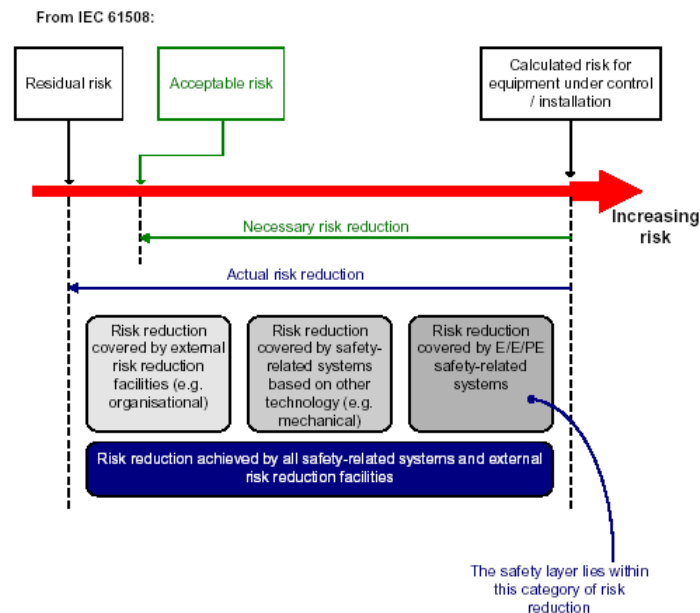 From IEC 61508:
Residual risk
Acceptable risk
Calculated risk for
equipment under control
/ installation
Increasing
risk
Necessary risk reduction
Actual risk reduction
Risk reduction
covered by external
risk reduction
facilities (e.g.
organisational)
Risk reduction
covered by safety-
related systems
based on other
technology (e.g.
mechanical)
Risk reduction
covered by E/E/PE
safety-related
systems
Risk reduction achieved by all safety-related systems and external
risk reduction facilities
The safety layer lies within
this category of risk
reduction